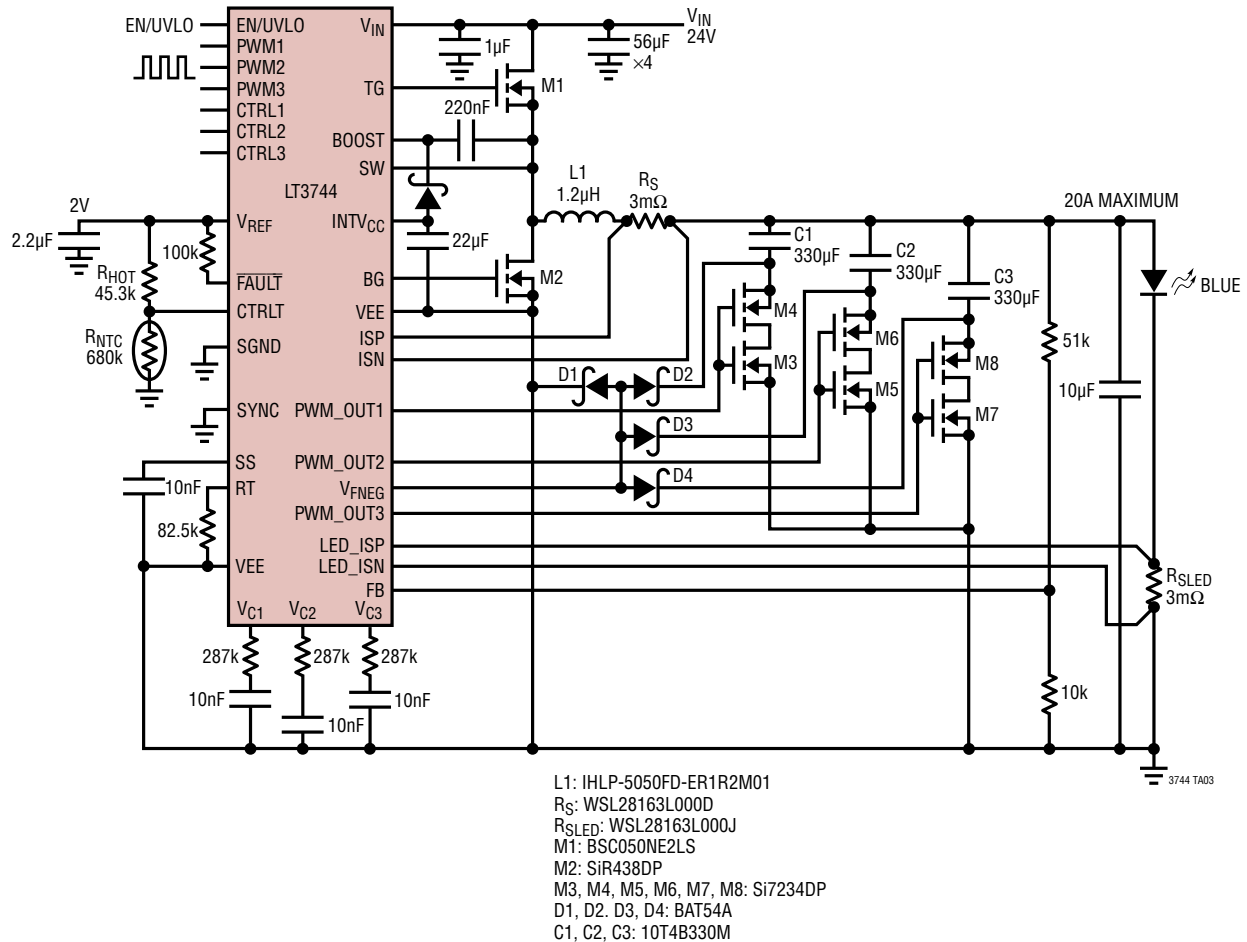 EN/UVLO
EN/UVLO
PWM1
PWM2
PWM3
CTRL1
CTRL2
CTRL3
LT3744
VREF
FAULT
CTRLT
SGND
SYNC
SS
RT
VEE
VC1
VC2
VC3
VIN
TG
BOOST
SW
INTVCC
BG
VEE
ISP
ISN
PWM_OUT1
PWM_OUT2
VFNEG
PWM_OUT3
LED_ISP
LED_ISN
FB
VIN
24V
1µF
56µF
×4
M1
220nF
L1
1.2µH
RS
3mΩ
20A MAXIMUM
2V
2.2µF
100k
RHOT
45.3k
RNTC
680k
22µF
M2
C1
330µF
C2
330µF
C3
330µF
BLUE
M4
M3
M6
M5
M8
M7
51k
10µF
D1
D2
D3
D4
10nF
82.5k
RSLED
3mΩ
287k
287k
287k
10nF
10nF
10nF
10k
3744 TA03
L1: IHLP-5050FD-ER1R2M01
RS: WSL28163L000D
RSLED: WSL28163L000J
M1: BSC050NE2LS
M2: SiR438DP
M3, M4, M5, M6, M7, M8: Si7234DP
D1, D2. D3, D4: BAT54A
C1, C2, C3: 10T4B330M